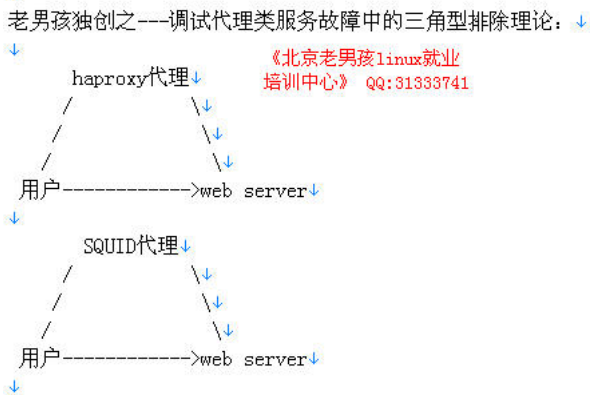 老男孩独创之---调试代理类服务故障中的三角型排除理论：↓
↓
《北京老男孩linux就业
培训中心》 QQ:31333741
haproxy代理↓
/ \↓
/ \↓
/ \↓
用户------------>web server↓
↓
SQUID代理↓
/ \↓
/ \↓
/ \↓
用户------------>web server↓
↓